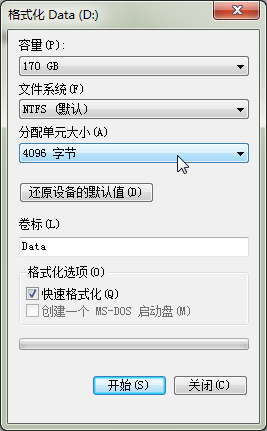 格式化 Data (D:)
容量(P):
170 GB
文件系统(F)
NTFS (默认)
分配单元大小(A)
4096 字节
还原设备的默认值(D)
卷标(L)
Data
格式化选项(O)
快速格式化(Q)
创建一个 MS-DOS 启动盘(M)
开始(S)
关闭(C)